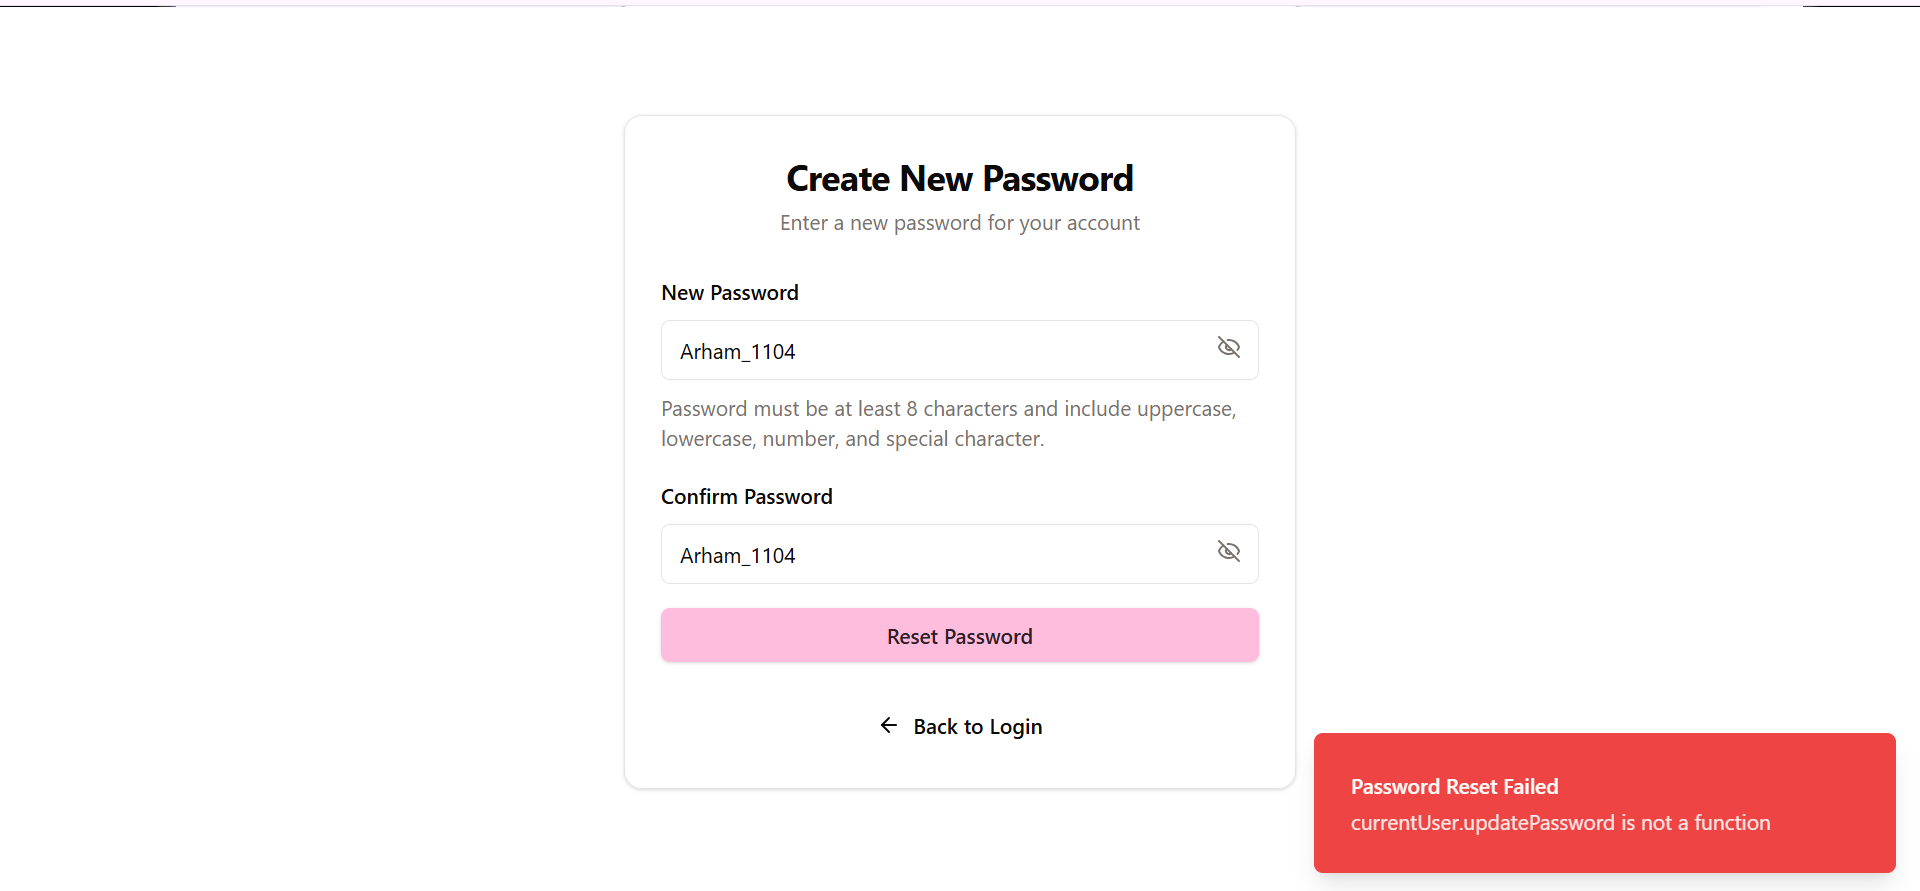 Create New Password
Enter a new password for your account
New Password
Arham_1104
Password must be at least 8 characters and include uppercase,
lowercase, number, and special character.
Confirm Password
Arham_1104
Reset Password
Back to Login
Password Reset Failed
currentUser.updatePassword is not a function